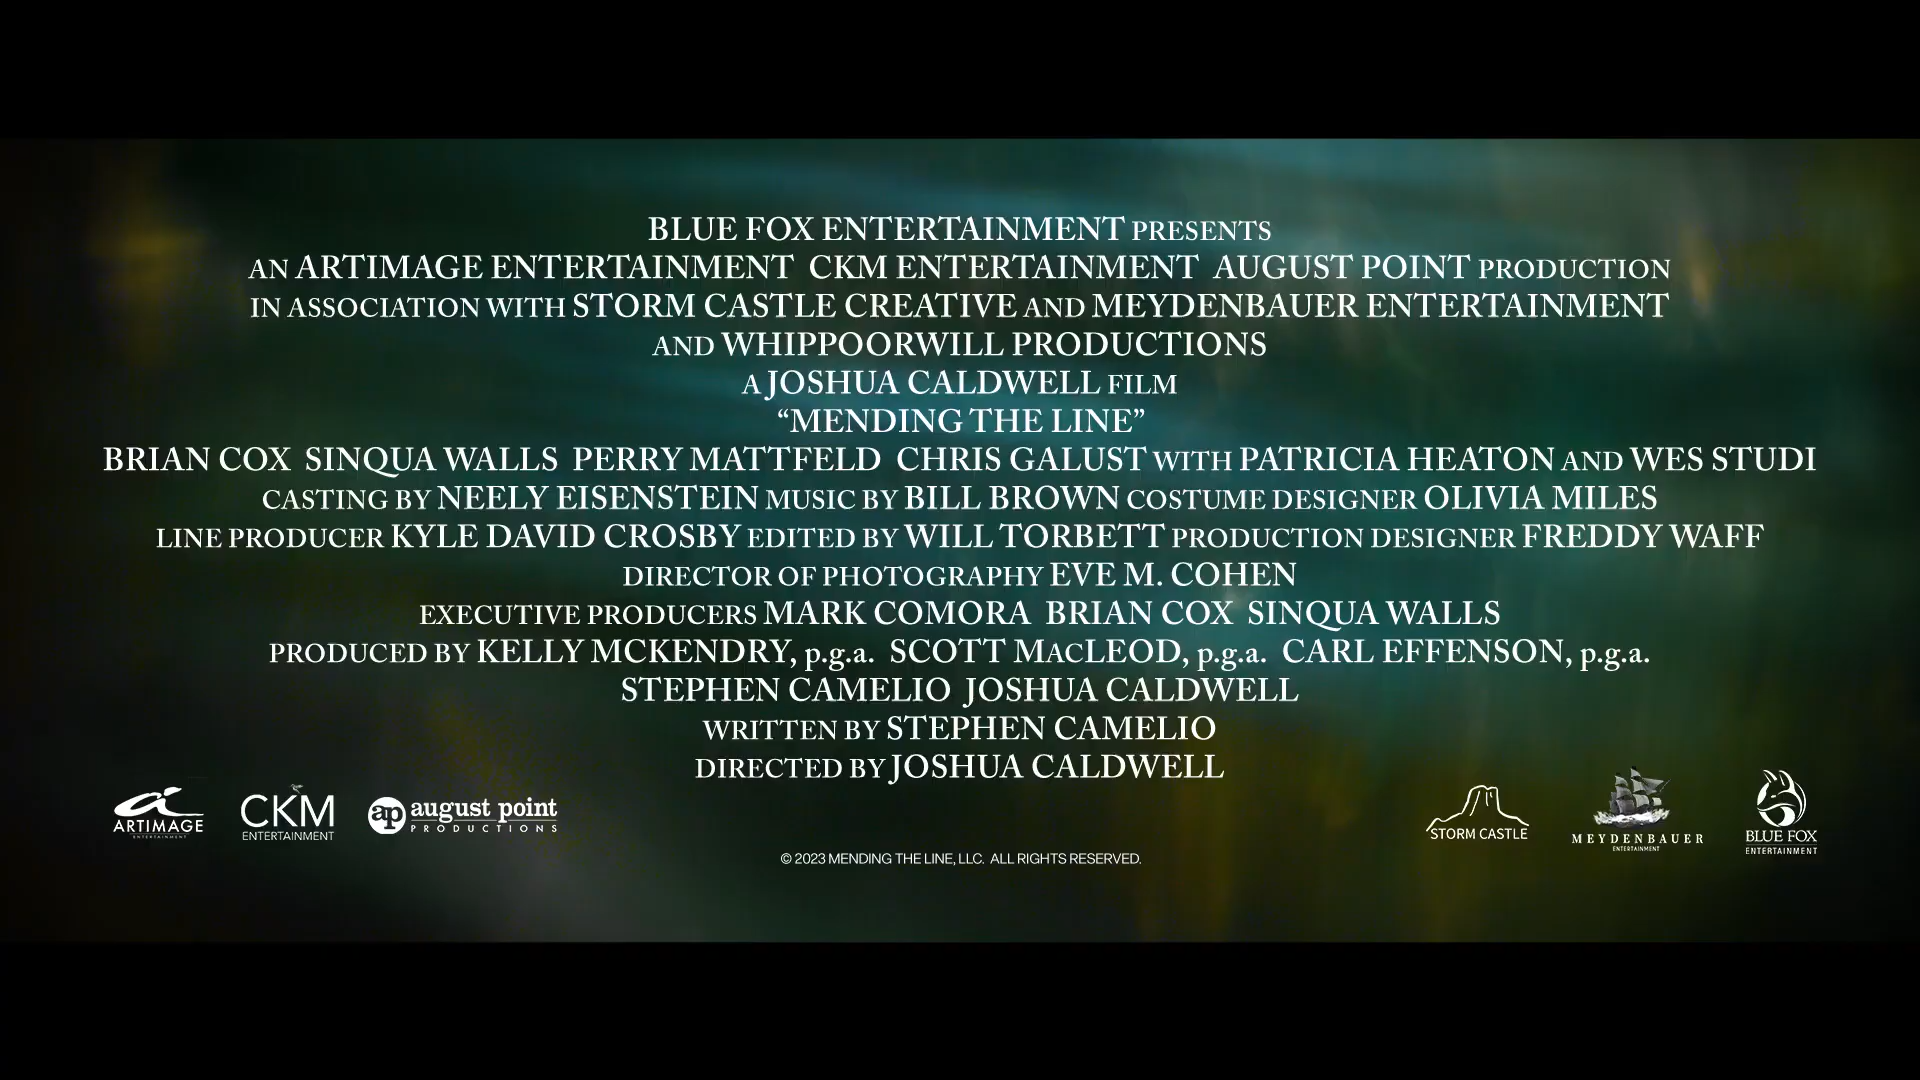 BLUE FOX ENTERTAINMENT PRESENTS
AN ARTIMAGE ENTERTAINMENT CKM ENTERTAINMENT AUGUST POINT PRODUCTION
IN ASSOCIATION WITH STORM CASTLE CREATIVE AND MEYDENBAUER ENTERTAINMENT
AND WHIPPOORWILL PRODUCTIONS
A JOSHUA CALDWELL FILM
“MENDING THE LINE”
BRIAN COX SINQUA WALLS PERRY MATTFELD CHRIS GALUST WITH PATRICIA HEATON AND WES STUDI
CASTING BY NEELY EISENSTEIN MUSIC BY BILL BROWN COSTUME DESIGNER OLIVIA MILES
LINE PRODUCER KYLE DAVID CROSBY EDITED BY WILL TORBETT PRODUCTION DESIGNER FREDDY WAFF
DIRECTOR OF PHOTOGRAPHY EVE M. COHEN
EXECUTIVE PRODUCERS MARK COMORA BRIAN COX SINQUA WALLS
PRODUCED BY KELLY MCKENDRY, p.g.a. SCOTT MACLEOD, p.g.a. CARL EFFENSON, p.g.a.
STEPHEN CAMELIO JOSHUA CALDWELL
WRITTEN BY STEPHEN CAMELIO
DIRECTED BY JOSHUA CALDWELL
ARTIMAGE
ENTERTAINMENT
CKM
ENTERTAINMENT
ap august point
PRODUCTIONS
STORM CASTLE
MEYDENBAUER
ENTERTAINMENT
BLUE FOX
ENTERTAINMENT
© 2023 MENDING THE LINE, LLC. ALL RIGHTS RESERVED.